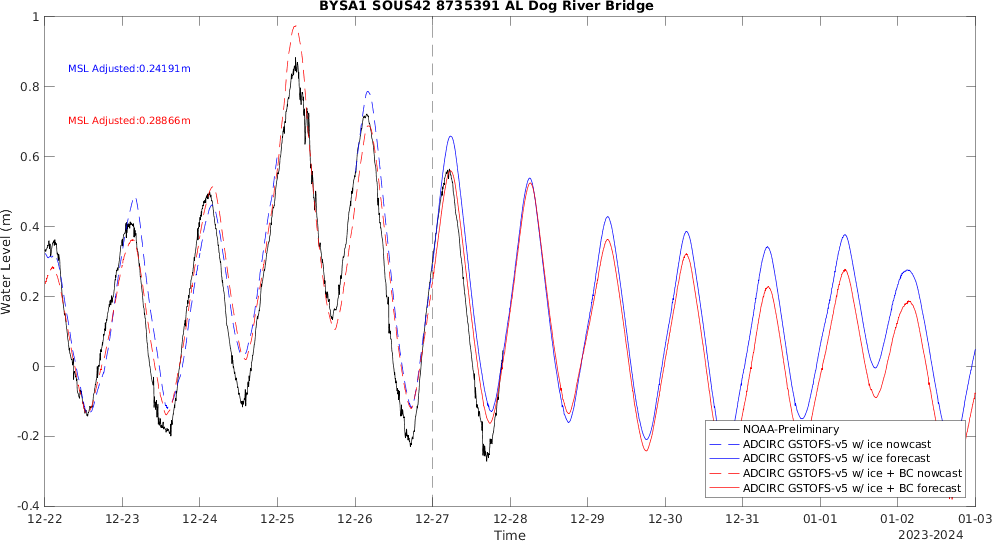 BYSA1 SOUS42 8735391 AL Dog River Bridge
MSL Adjusted:0.24191m
MSL Adjusted:0.28866m
Water Level (m)
1
0.8
0.6
0.4
0.2
0
-0.2
-0.4
NOAA-Preliminary
ADCIRC GSTOFS-v5 w/ ice nowcast
ADCIRC GSTOFS-v5 w/ ice forecast
ADCIRC GSTOFS-v5 w/ ice + BC nowcast
ADCIRC GSTOFS-v5 w/ ice + BC forecast
12-22 12-23 12-24 12-25 12-26 12-27 12-28 12-29 12-30 12-31 01-01 01-02 01-03
Time
2023-2024